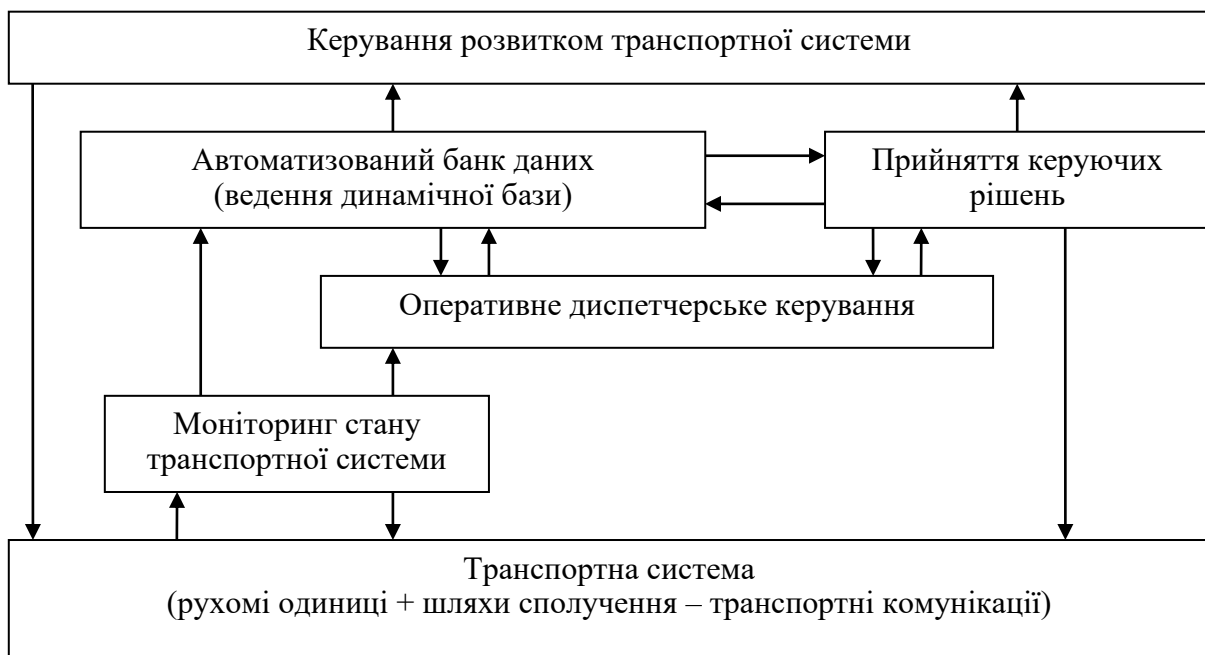 Керування розвитком транспортної системи
Автоматизований банк даних
(ведення динамічної бази)
Прийняття керуючих
рішень
Оперативне диспетчерське керування
Моніторинг стану
транспортної системи
Транспортна система
(рухомі одиниці + шляхи сполучення – транспортні комунікації)